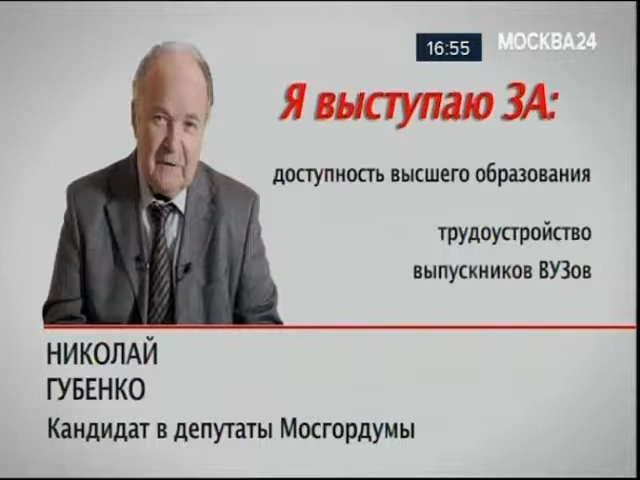 16:55 МОСКВА24
Я выступаю ЗА:
доступность высшего образования
трудоустройство
выпускников ВУЗов
НИКОЛАЙ
ГУБЕНКО
Кандидат в депутаты Мосгордумы